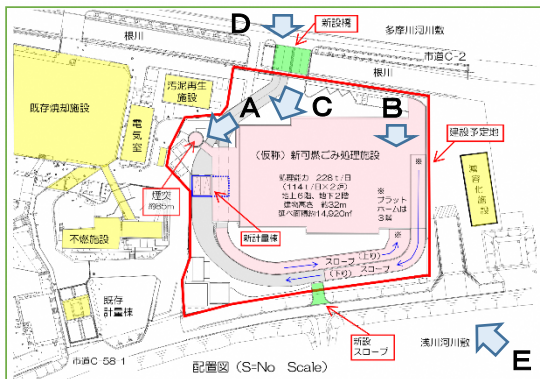 D
新設橋
多摩川河川敷
根川
市道C-2
根川
汚泥再生
施設
既存焼却施設
電気室
A
C
B
建設予定地
(仮称)新可燃ごみ処理施設
処理能力 228t/日
(114t/日×2炉)
地上6階、地下2階
建物高さ 約32m
延べ面積約14,920㎡
※
プラット
ホームは
3階
減容化施設
煙突
約85m
新計量棟
不燃施設
※
スロープ(上り)
(下り)スロープ
既存
計量棟
新設
スロープ
浅川河川敷
E
市道C-58-1
配置図(S=No Scale)